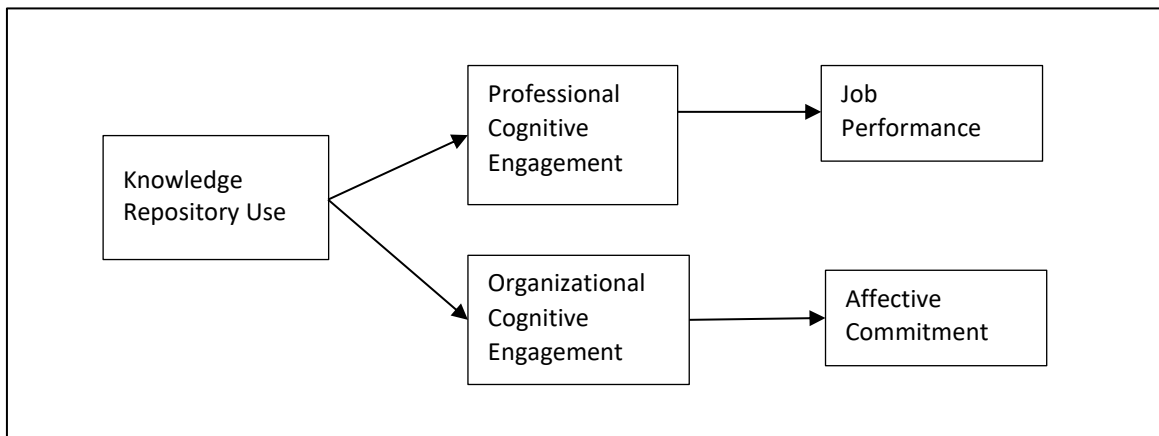 Knowledge
Repository Use
Professional
Cognitive
Engagement
Job
Performance
Organizational
Cognitive
Engagement
Affective
Commitment